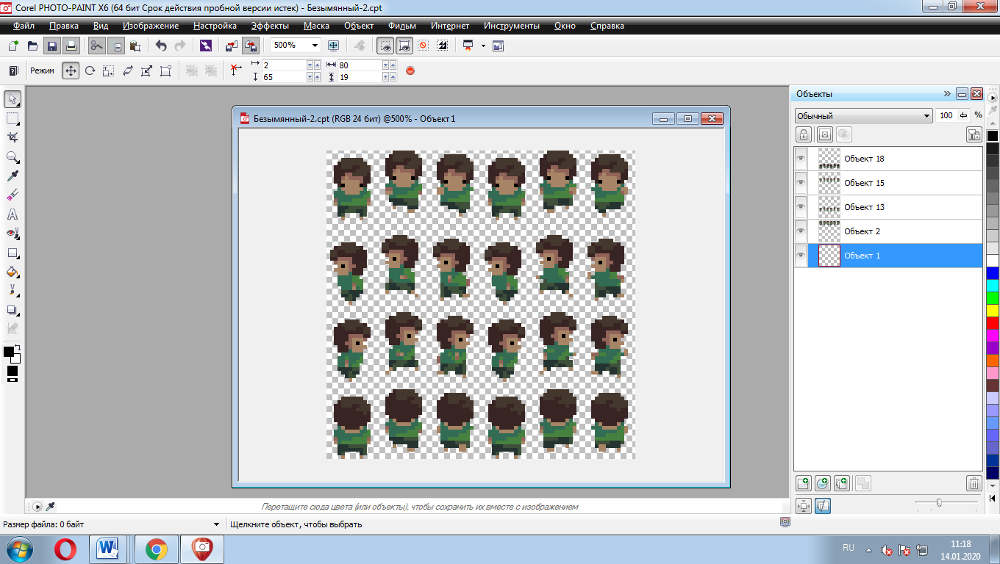 Corel PHOTO-PAINT X6 (64 бит Срок действия пробной версии истек) - Безымянный-2.cpt
Файл Правка Вид Изображение Настройка Эффекты Маска Объект Фильм Интернет Инструменты Окно Справка
500%
Режим 2 80
65 19
Объекты
Безымянный-2.cpt (RGB 24 бит) @500% - Объект 1
Обычный 100 %
Объект 18
Объект 15
Объект 13
Объект 2
Объект 1
Перетащите сюда цвета (или объекты), чтобы сохранить их вместе с изображением
Размер файла: 0 байт Щелкните объект, чтобы выбрать
RU 11:18
14.01.2020